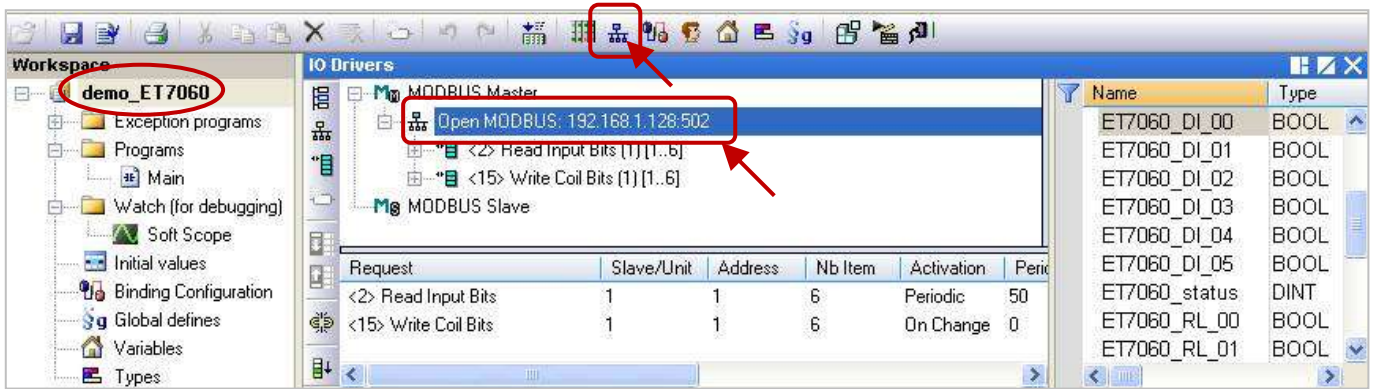 Workspace
demo_ET7060
Exception programs
Programs
Main
Watch (for debugging)
Soft Scope
Initial values
Binding Configuration
Global defines
Variables
Types
IO Drivers
MODBUS Master
Open MODBUS: 192.168.1.128:502
<2> Read Input Bits (1) [1..6]
<15> Write Coil Bits (1) [1..6]
MODBUS Slave
Request Slave/Unit Address Nb Item Activation Peric
<2> Read Input Bits 1 1 6 Periodic 50
<15> Write Coil Bits 1 1 6 On Change 0
Name Type
ET7060_DI_00 BOOL
ET7060_DI_01 BOOL
ET7060_DI_02 BOOL
ET7060_DI_03 BOOL
ET7060_DI_04 BOOL
ET7060_DI_05 BOOL
ET7060_status DINT
ET7060_RL_00 BOOL
ET7060_RL_01 BOOL